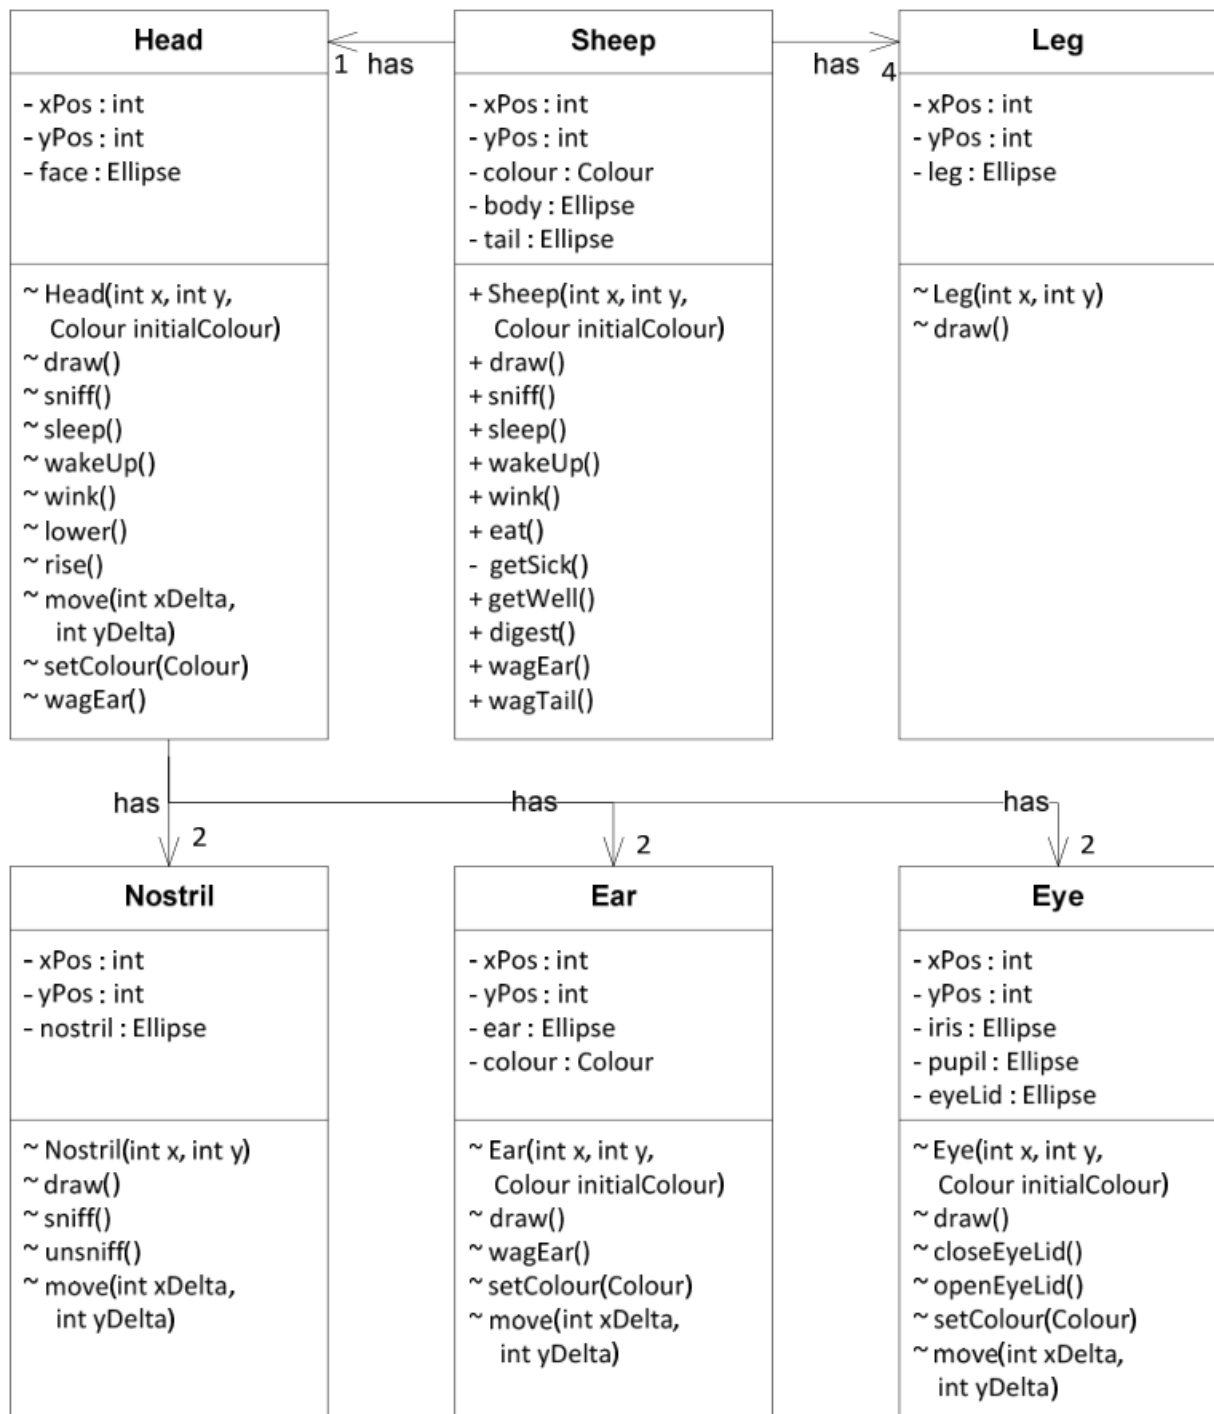 Head
- xPos : int
- yPos : int
- face : Ellipse
~ Head(int x, int y,
Colour initialColour)
~ draw()
~ sniff()
~ sleep()
~ wakeUp()
~ wink()
~ lower()
~ rise()
~ move(int xDelta,
int yDelta)
~ setColour(Colour)
~ wagEar()
1 has
Sheep
- xPos : int
- yPos : int
- colour : Colour
- body : Ellipse
- tail : Ellipse
+ Sheep(int x, int y,
Colour initialColour)
+ draw()
+ sniff()
+ sleep()
+ wakeUp()
+ wink()
+ eat()
- getSick()
+ getWell()
+ digest()
+ wagEar()
+ wagTail()
has 4
Leg
- xPos : int
- yPos : int
- leg : Ellipse
~ Leg(int x, int y)
~ draw()
has
2
has
2
has
2
Nostril
- xPos : int
- yPos : int
- nostril : Ellipse
~ Nostril(int x, int y)
~ draw()
~ sniff()
~ unsniff()
~ move(int xDelta,
int yDelta)
Ear
- xPos : int
- yPos : int
- ear : Ellipse
- colour : Colour
~ Ear(int x, int y,
Colour initialColour)
~ draw()
~ wagEar()
~ setColour(Colour)
~ move(int xDelta,
int yDelta)
Eye
- xPos : int
- yPos : int
- iris : Ellipse
- pupil : Ellipse
- eyeLid : Ellipse
~ Eye(int x, int y,
Colour initialColour)
~ draw()
~ closeEyeLid()
~ openEyeLid()
~ setColour(Colour)
~ move(int xDelta,
int yDelta)